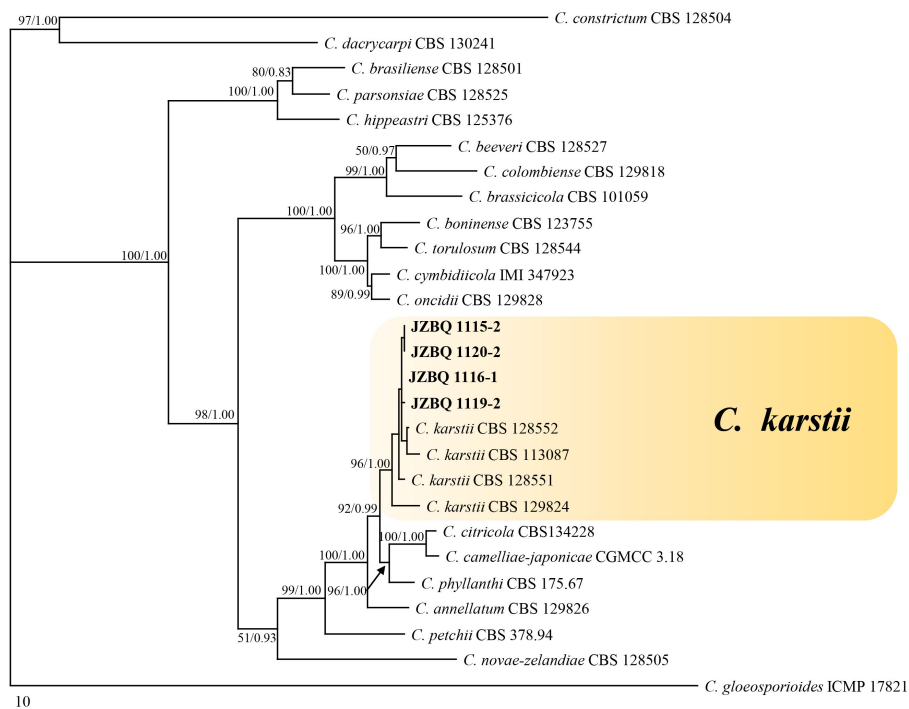 97/1.00
C. constrictum CBS 128504
C. dacrycarpi CBS 130241
80/0.83
C. brasiliense CBS 128501
100/1.00
C. parsonsiae CBS 128525
C. hippeastri CBS 125376
50/0.97
C. beeveri CBS 128527
99/1.00
C. colombiense CBS 129818
C. brassicicola CBS 101059
100/1.00
96/1.00
C. boninense CBS 123755
C. torulosum CBS 128544
100/1.00
100/1.00
C. cymbidiicola IMI 347923
89/0.99
C. oncidii CBS 129828
JZBQ 1115-2
JZBQ 1120-2
JZBQ 1116-1
JZBQ 1119-2
C. karstii
98/1.00
C. karstii CBS 128552
C. karstii CBS 113087
96/1.00
C. karstii CBS 128551
C. karstii CBS 129824
92/0.99
C. citricola CBS134228
100/1.00
C. camelliae-japonicae CGMCC 3.18
100/1.00
C. phyllanthi CBS 175.67
99/1.00
96/1.00
C. annellatum CBS 129826
C. petchii CBS 378.94
51/0.93
C. novae-zelandiae CBS 128505
C. gloeosporioides ICMP 17821
10